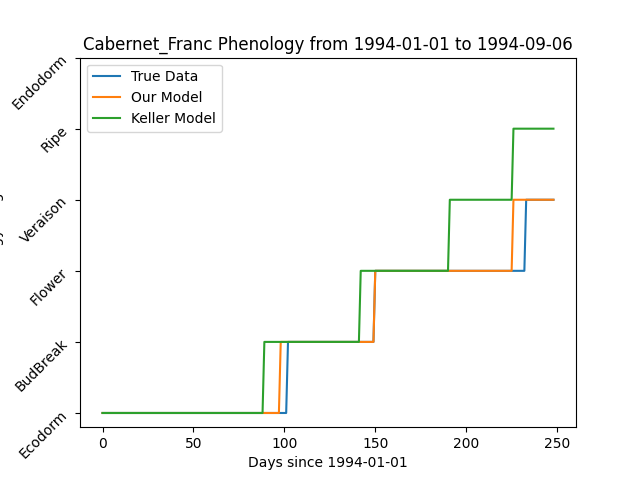 Cabernet_Franc Phenology from 1994-01-01 to 1994-09-06
True Data
Our Model
Keller Model
Endodorm
Ripe
Veraison
Flower
BudBreak
Ecodorm
0 50 100 150 200 250
Days since 1994-01-01